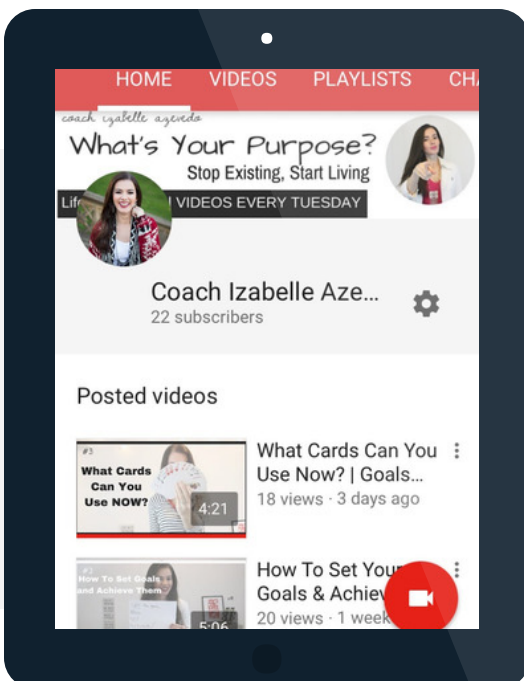 HOME VIDEOS PLAYLISTS
coach izabelle azevedo
What's Your Purpose?
Stop Existing, Start Living
VIDEOS EVERY TUESDAY
Coach Izabelle Aze...
22 subscribers
Posted videos
#3
What Cards
Can You
Use NOW?
4:21
What Cards Can You
Use Now? | Goals...
18 views · 3 days ago
#2
How To Set Goals
and Achieve Them
5:06
How To Set Your
Goals & Achiev
20 views · 1 week